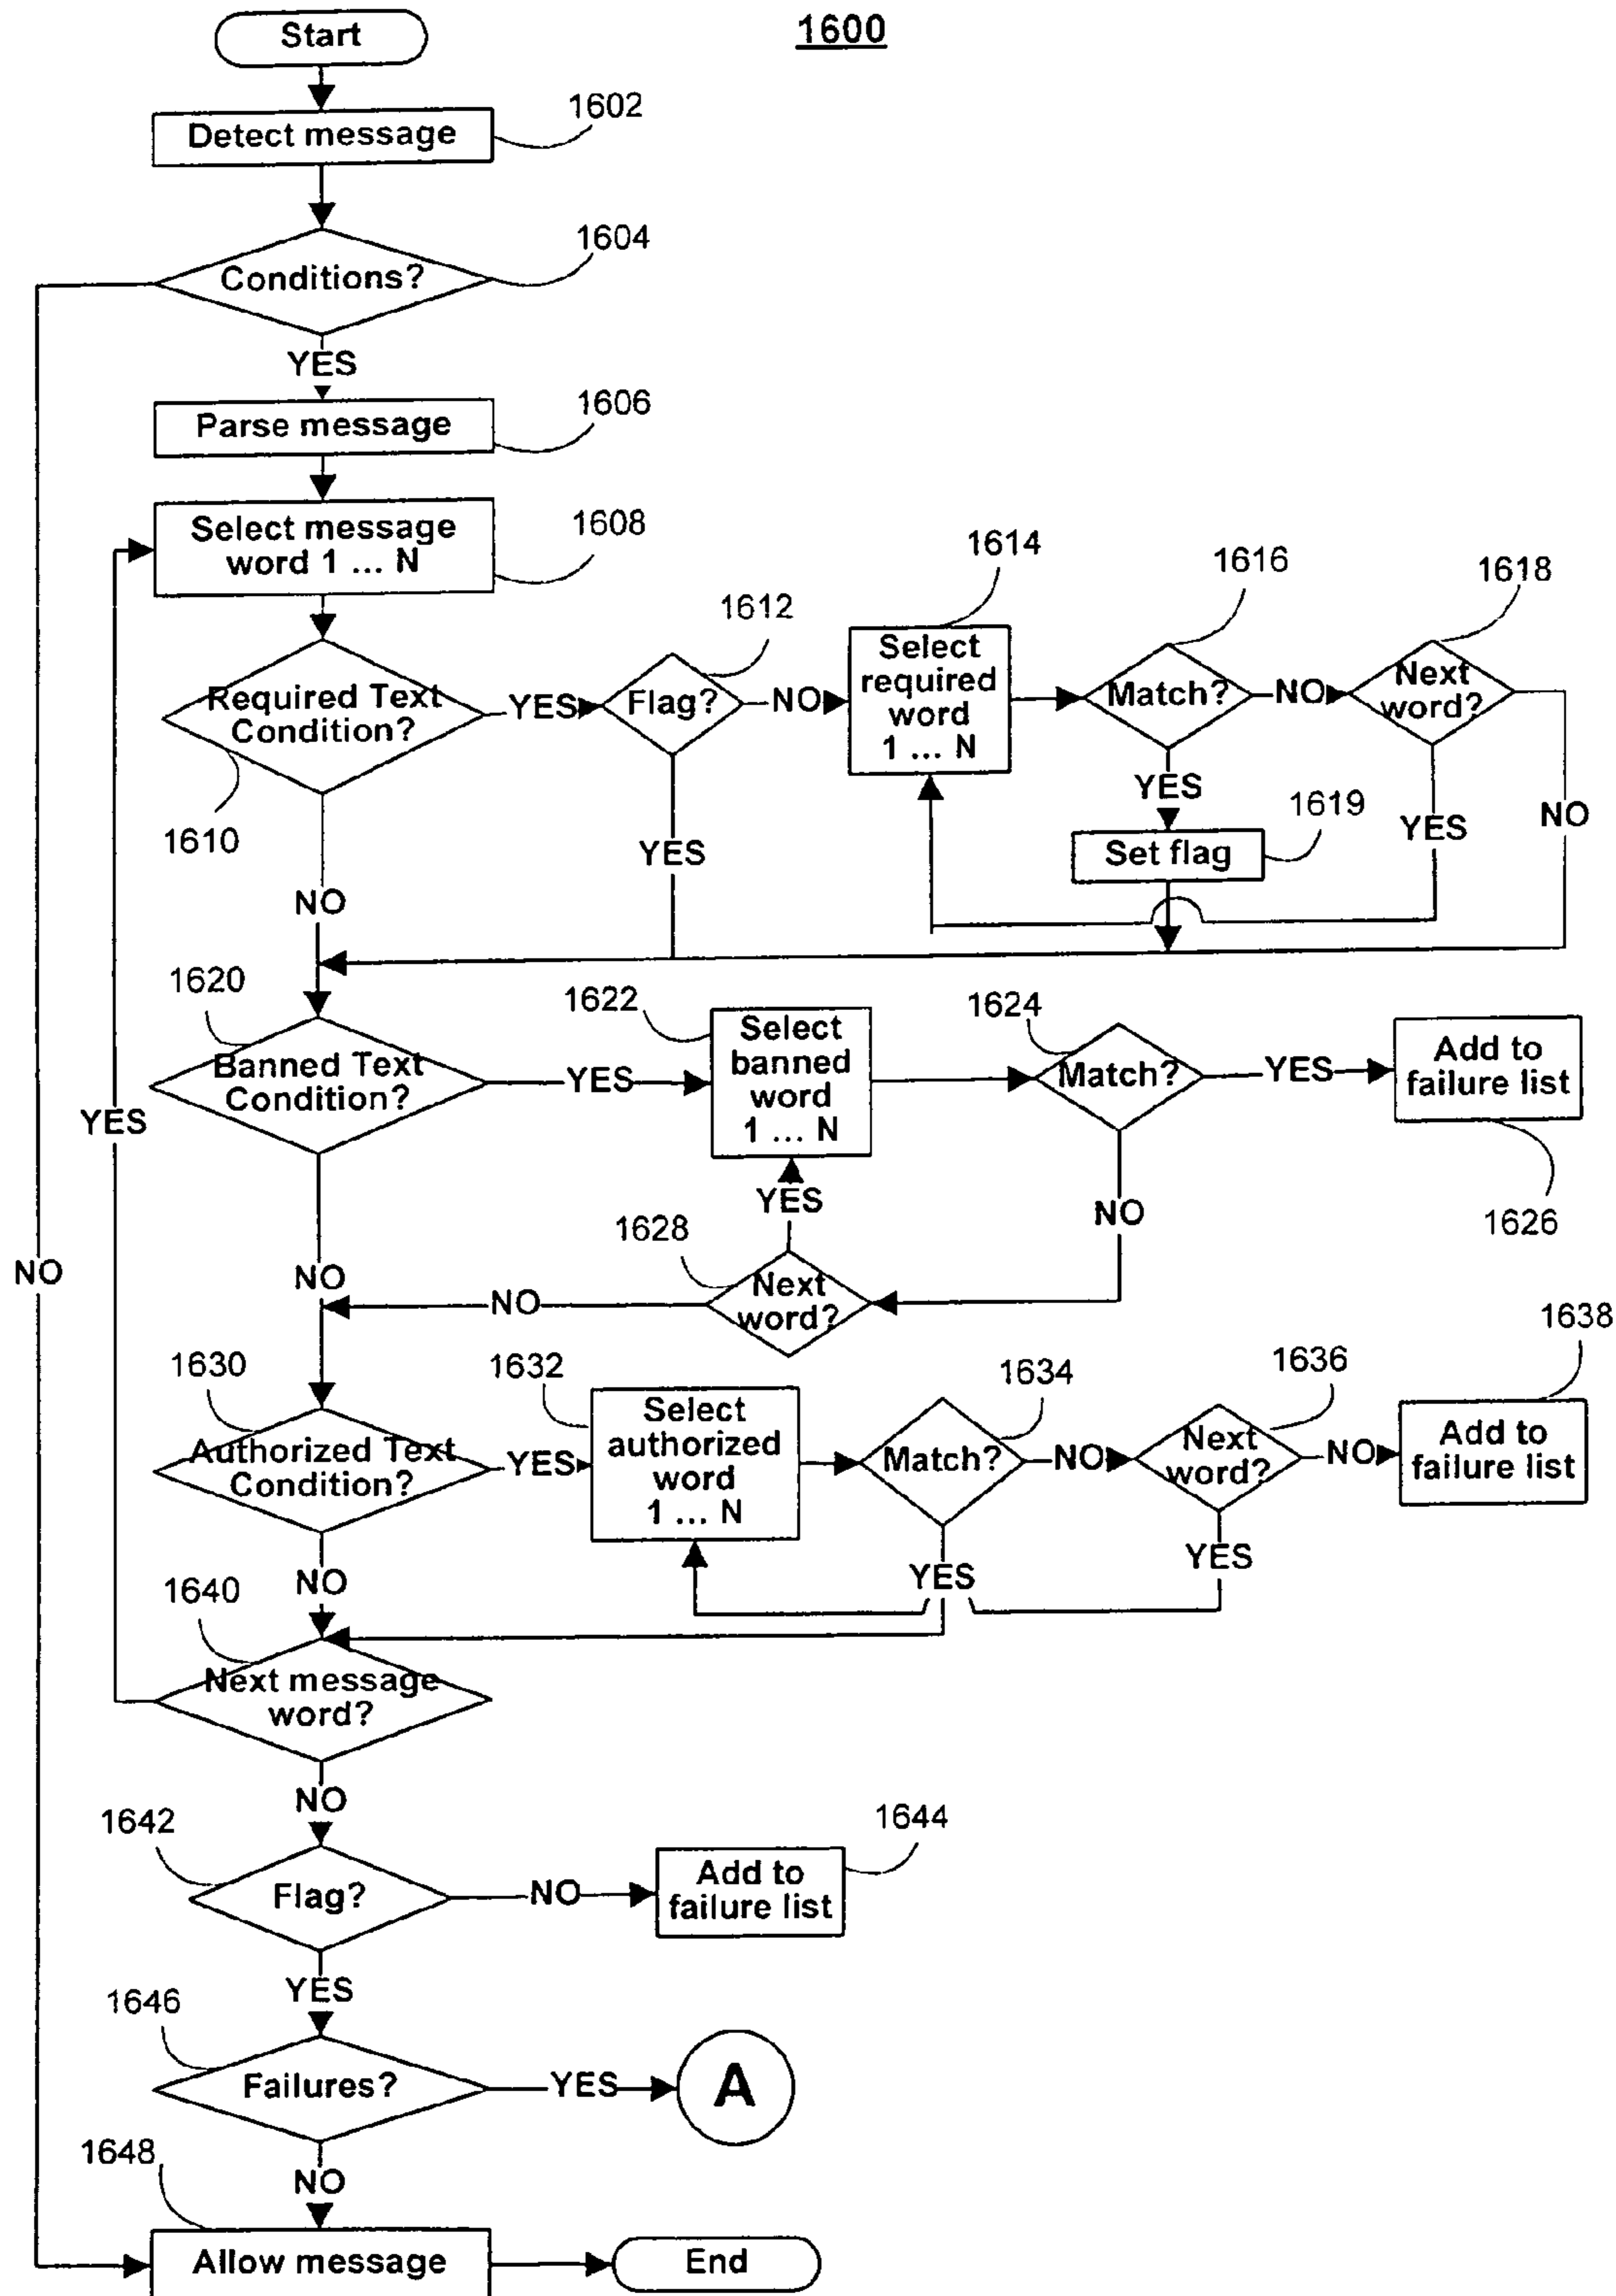 1600
Start
1602
Detect message
1604
Conditions?
YES
1606
Parse message
1608
Select message
word 1 ... N
1610
Required Text
Condition?
YES
1612
Flag?
NO
1614
Select
required
word
1 ... N
1616
Match?
NO
1618
Next
word?
YES
1619
Set flag
YES
NO
YES
NO
1620
Banned Text
Condition?
YES
1622
Select
banned
word
1 ... N
1624
Match?
YES
Add to
failure list
1626
YES
YES
NO
1628
Next
word?
NO
NO
NO
1630
Authorized Text
Condition?
YES
1632
Select
authorized
word
1 ... N
1634
Match?
NO
1636
Next
word?
NO
1638
Add to
failure list
YES
YES
NO
1640
Next message
word?
NO
1642
Flag?
NO
1644
Add to
failure list
YES
1646
Failures?
YES
A
NO
1648
Allow message
End